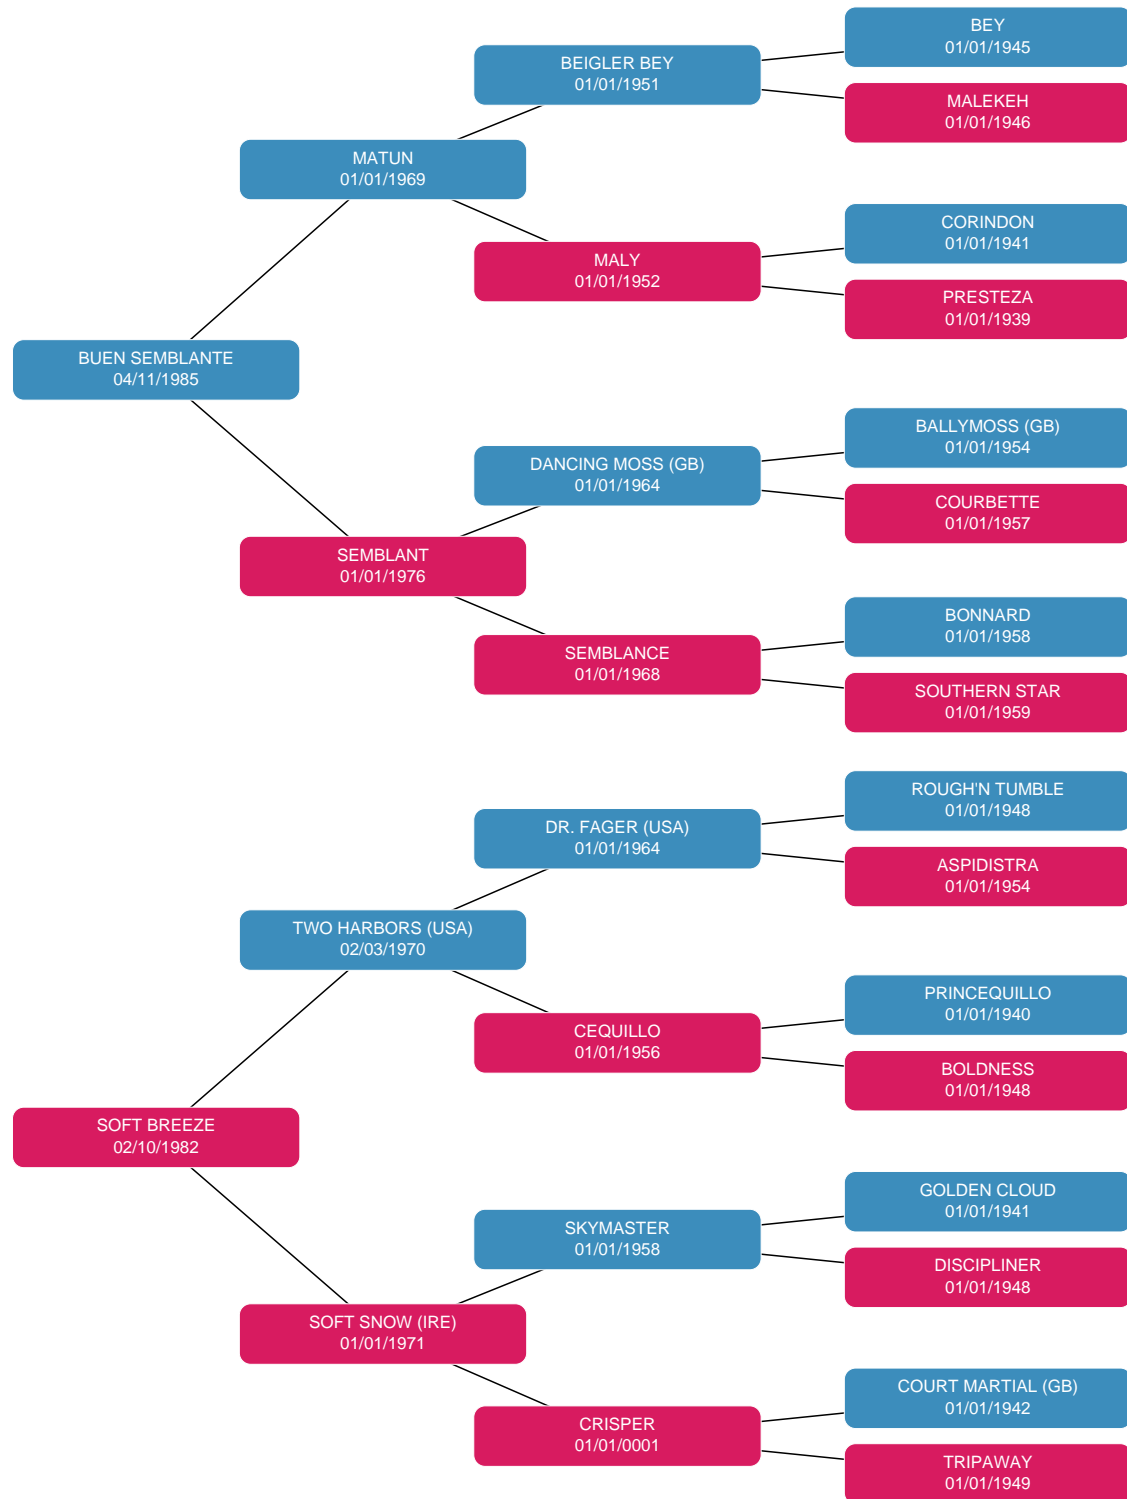 BEY
01/01/1945
BEIGLER BEY
01/01/1951
MALEKEH
01/01/1946
MATUN
01/01/1969
CORINDON
01/01/1941
MALY
01/01/1952
PRESTEZA
01/01/1939
BUEN SEMBLANTE
04/11/1985
BALLYMOSS (GB)
01/01/1954
DANCING MOSS (GB)
01/01/1964
COURBETTE
01/01/1957
SEMBLANT
01/01/1976
BONNARD
01/01/1958
SEMBLANCE
01/01/1968
SOUTHERN STAR
01/01/1959
ROUGH'N TUMBLE
01/01/1948
DR. FAGER (USA)
01/01/1964
ASPIDISTRA
01/01/1954
TWO HARBORS (USA)
02/03/1970
PRINCEQUILLO
01/01/1940
CEQUILLO
01/01/1956
BOLDNESS
01/01/1948
SOFT BREEZE
02/10/1982
GOLDEN CLOUD
01/01/1941
SKYMASTER
01/01/1958
DISCIPLINER
01/01/1948
SOFT SNOW (IRE)
01/01/1971
COURT MARTIAL (GB)
01/01/1942
CRISPER
01/01/0001
TRIPAWAY
01/01/1949